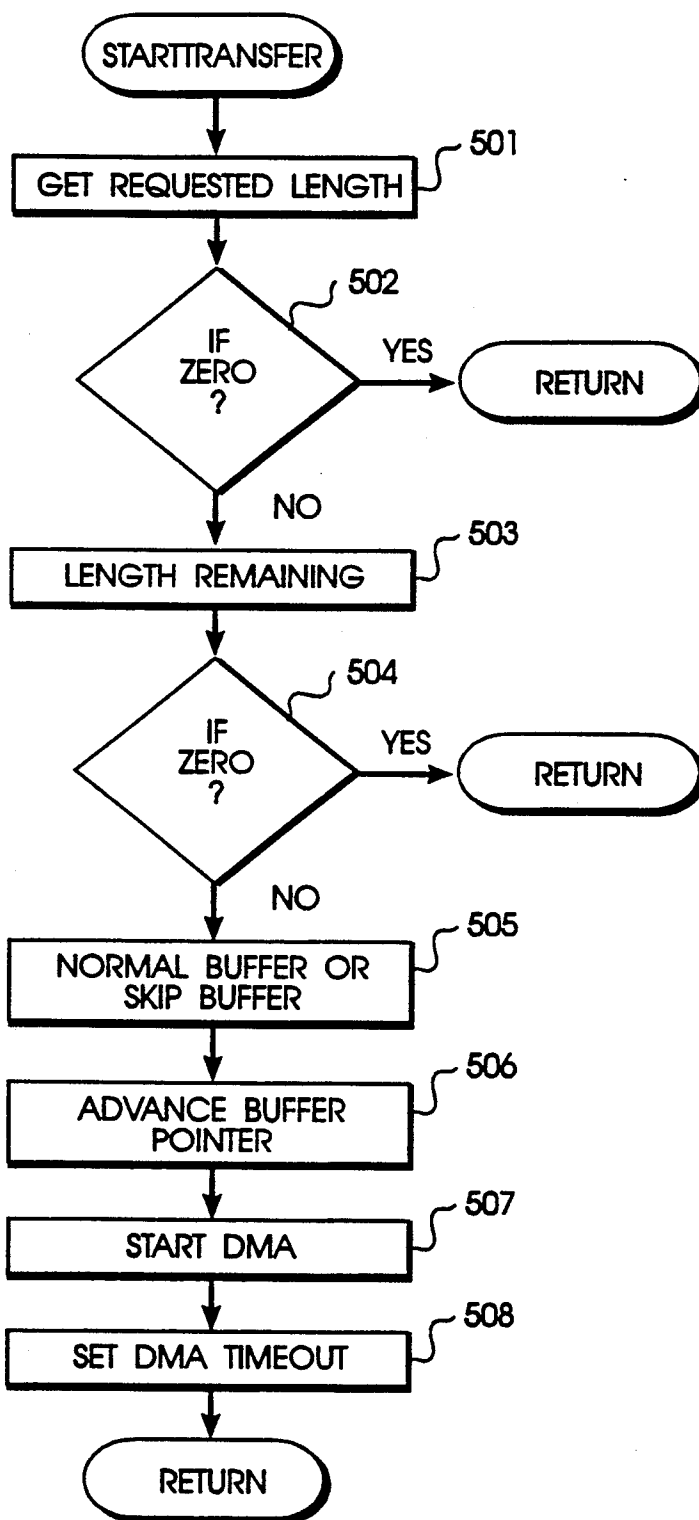 STARTTRANSFER
501
GET REQUESTED LENGTH
502
IF
ZERO
?
YES
RETURN
NO
503
LENGTH REMAINING
504
IF
ZERO
?
YES
RETURN
NO
505
NORMAL BUFFER OR
SKIP BUFFER
506
ADVANCE BUFFER
POINTER
507
START DMA
508
SET DMA TIMEOUT
RETURN